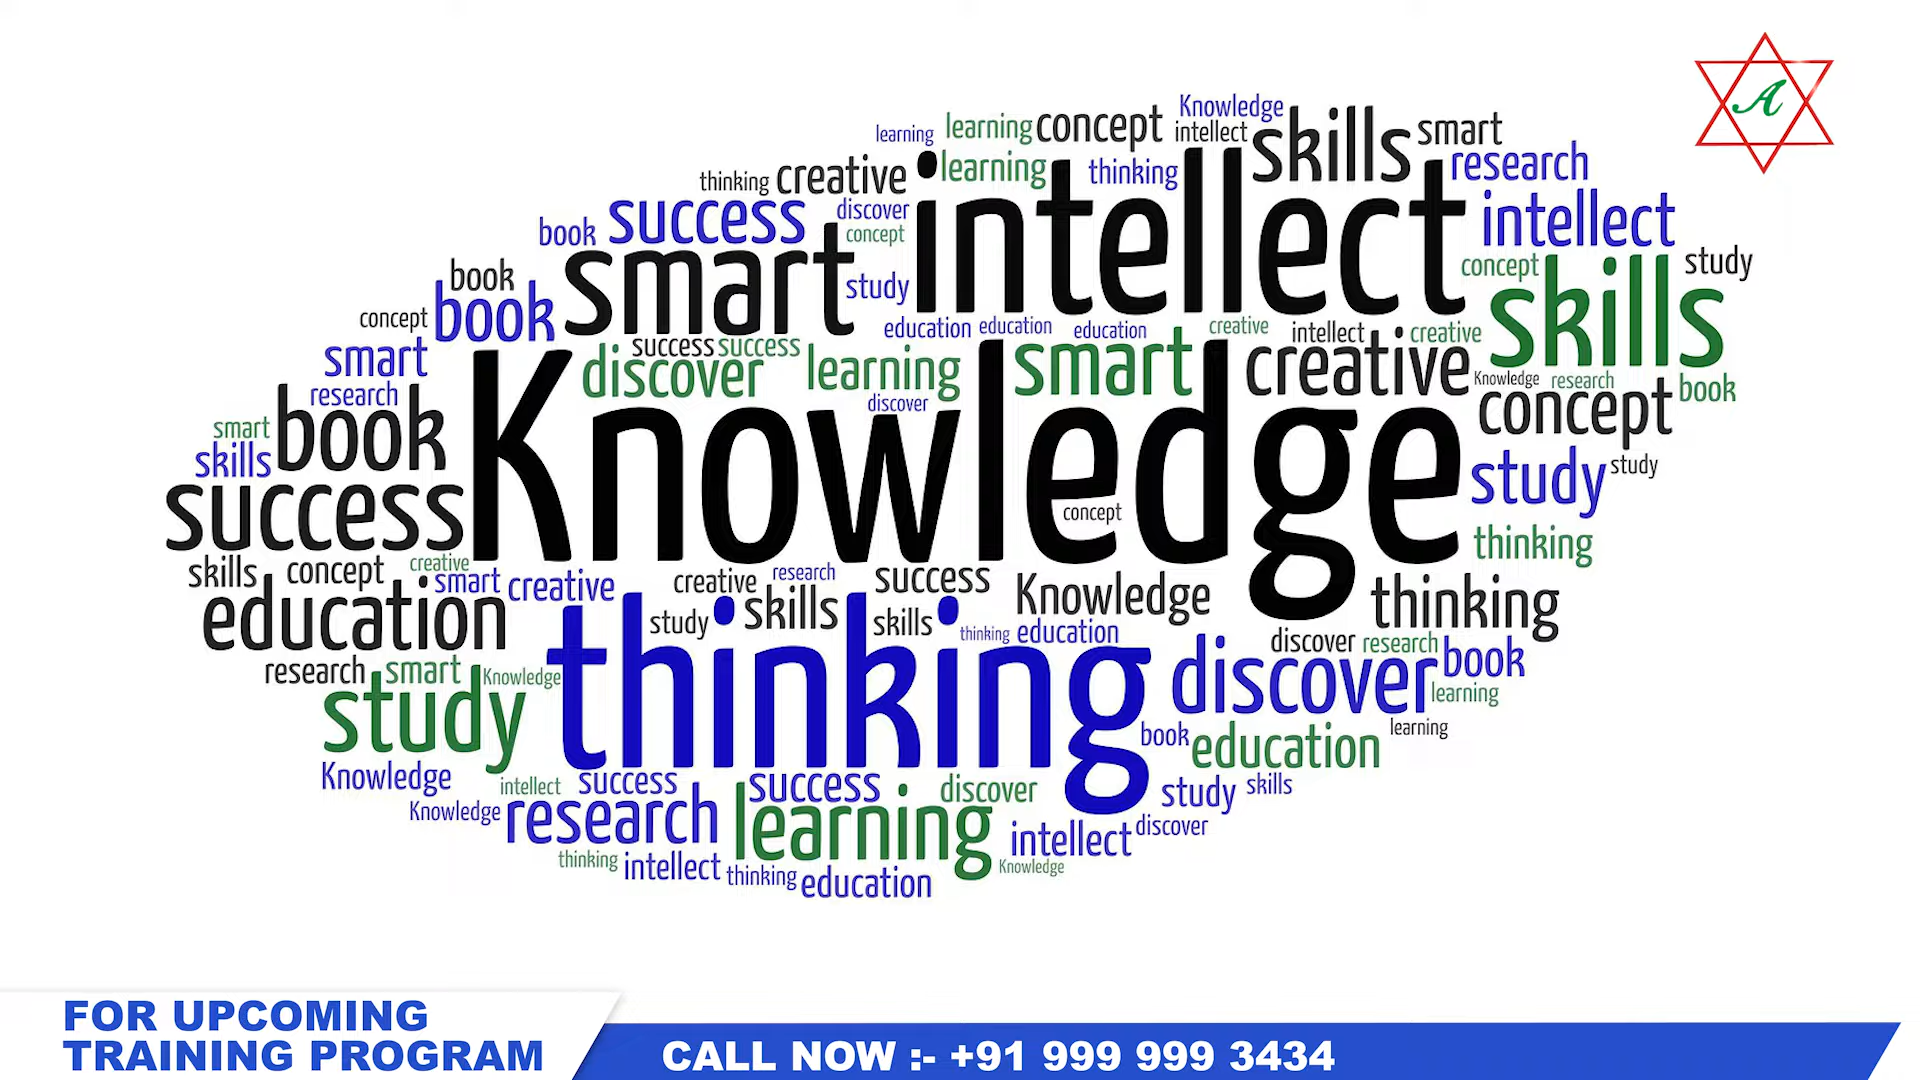 Knowledge
learning learning concept intellect skills smart
thinking creative learning thinking research
book success discover intellect intellect
concept
book smart study concept study
concept book education education education creative intellect creative skills
smart success success smart creative
research discover learning discover Knowledge research book
smart book Knowledge concept
skills study study
success concept thinking
skills concept creative creative research success
education smart creative skills Knowledge thinking
study skills thinking education
research smart Knowledge thinking discover discover research book
study learning
book education learning
Knowledge intellect success success discover study skills
Knowledge research learning intellect discover
thinking intellect thinking education Knowledge
A
FOR UPCOMING
TRAINING PROGRAM
CALL NOW :- +91 999 999 3434